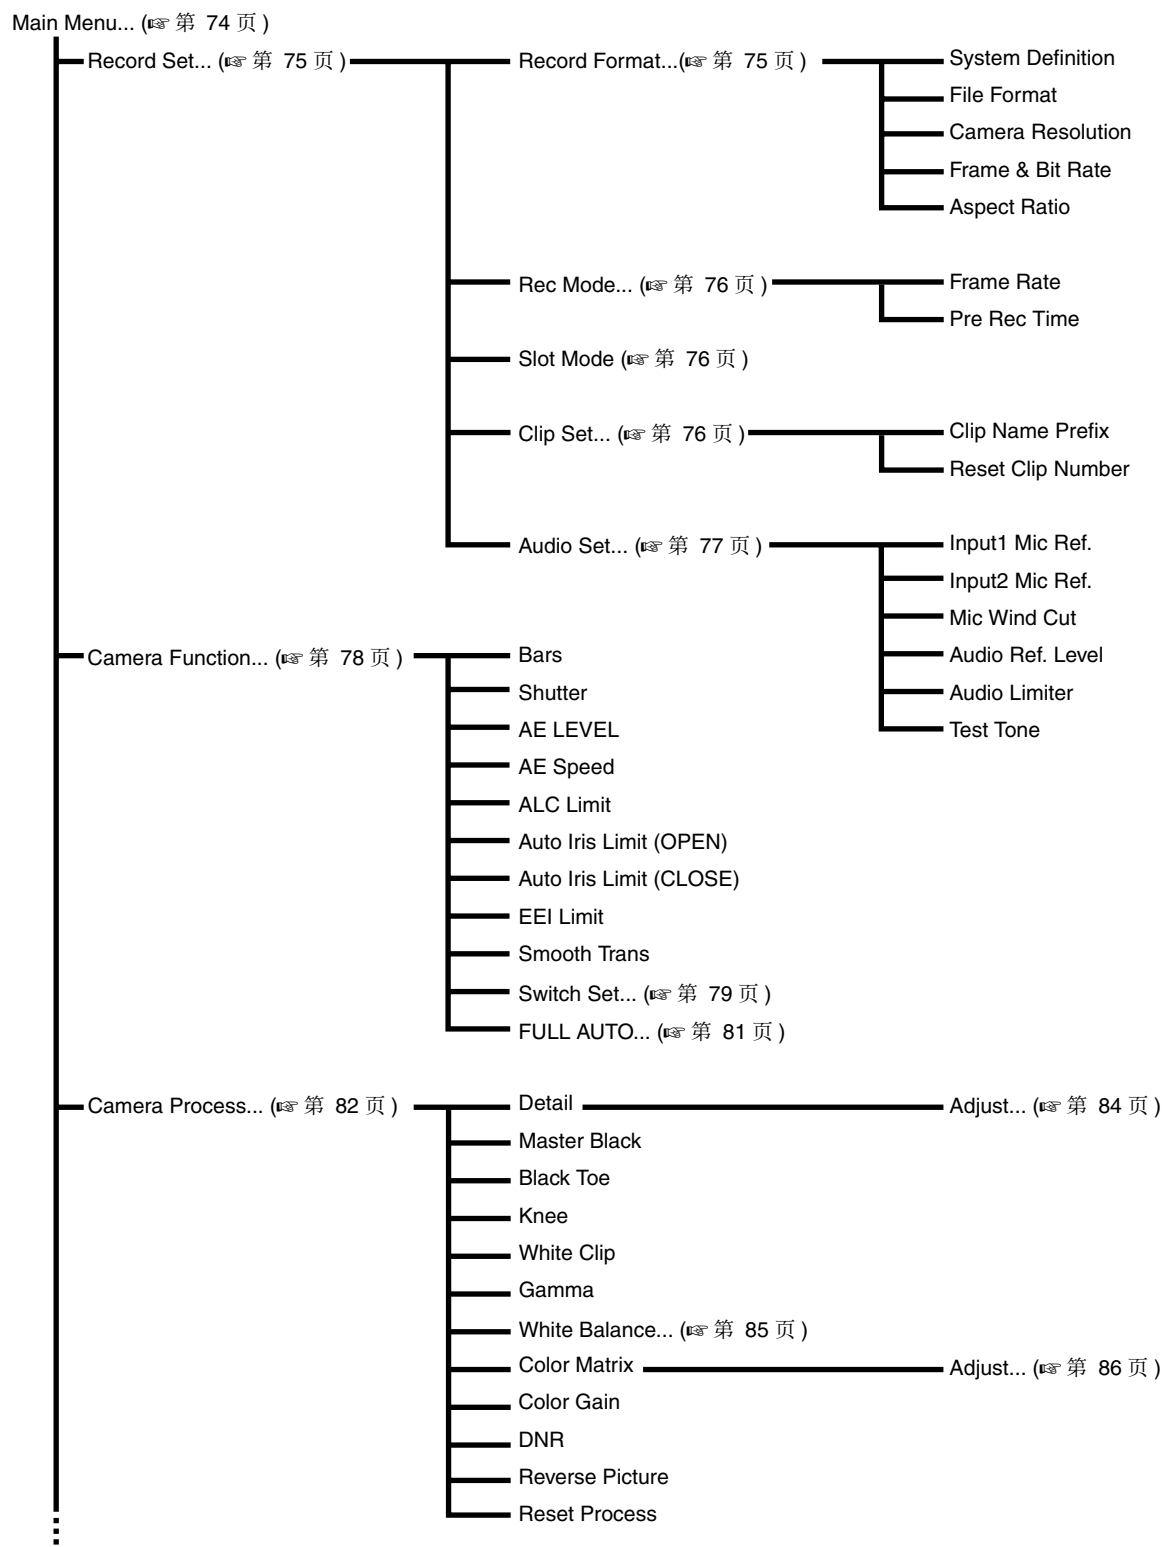 Main Menu... (☞ 第 74 页 )
Record Set... (☞ 第 75 页 )
Record Format...(☞ 第 75 页 )
System Definition
File Format
Camera Resolution
Frame & Bit Rate
Aspect Ratio
Rec Mode... (☞ 第 76 页 )
Frame Rate
Pre Rec Time
Slot Mode (☞ 第 76 页 )
Clip Set... (☞ 第 76 页 )
Clip Name Prefix
Reset Clip Number
Audio Set... (☞ 第 77 页 )
Input1 Mic Ref.
Input2 Mic Ref.
Mic Wind Cut
Audio Ref. Level
Audio Limiter
Test Tone
Camera Function... (☞ 第 78 页 )
Bars
Shutter
AE LEVEL
AE Speed
ALC Limit
Auto Iris Limit (OPEN)
Auto Iris Limit (CLOSE)
EEI Limit
Smooth Trans
Switch Set... (☞ 第 79 页 )
FULL AUTO... (☞ 第 81 页 )
Camera Process... (☞ 第 82 页 )
Detail
Adjust... (☞ 第 84 页 )
Master Black
Black Toe
Knee
White Clip
Gamma
White Balance... (☞ 第 85 页 )
Color Matrix
Adjust... (☞ 第 86 页 )
Color Gain
DNR
Reverse Picture
Reset Process